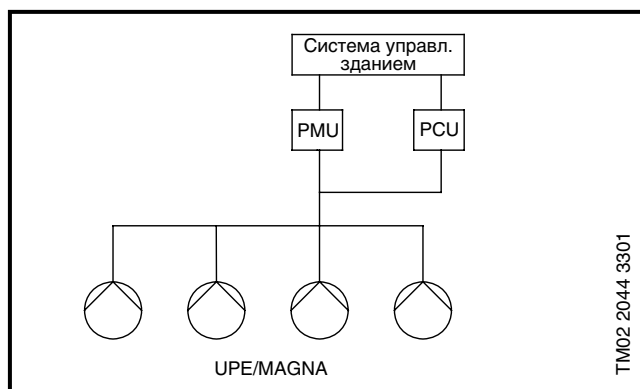 Система управл.
зданием
PMU
PCU
UPE/MAGNA
TM02 2044 3301